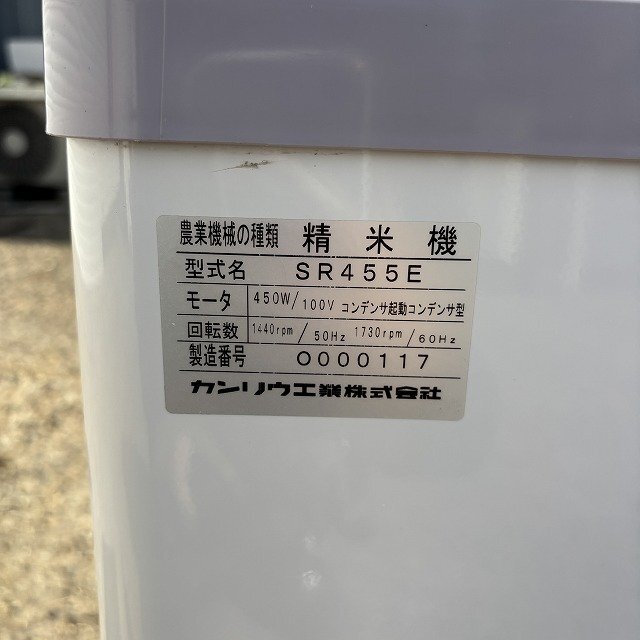 農業機械の種類 精米機
型式名 SR455E
モータ 450W/100V コンデンサ起動コンデンサ型
回転数 1440rpm/50Hz 1730rpm/60Hz
製造番号 0000117
カンリウ工業株式会社